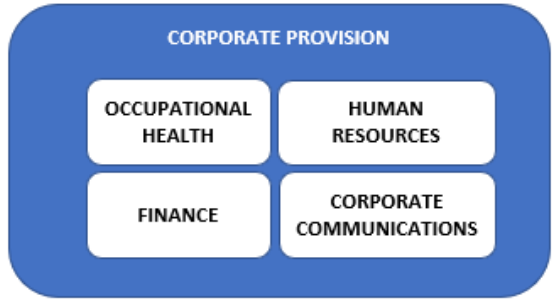 CORPORATE PROVISION
OCCUPATIONAL
HEALTH
HUMAN
RESOURCES
FINANCE
CORPORATE
COMMUNICATIONS